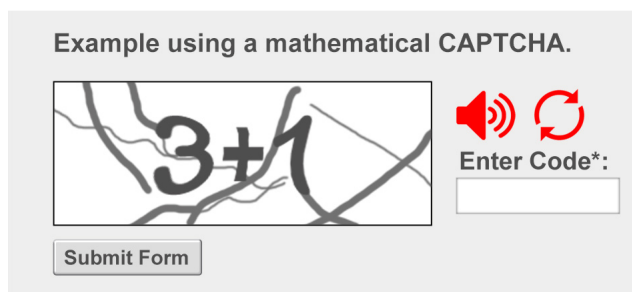 Example using a mathematical CAPTCHA.
3+1
Enter Code*:
Submit Form